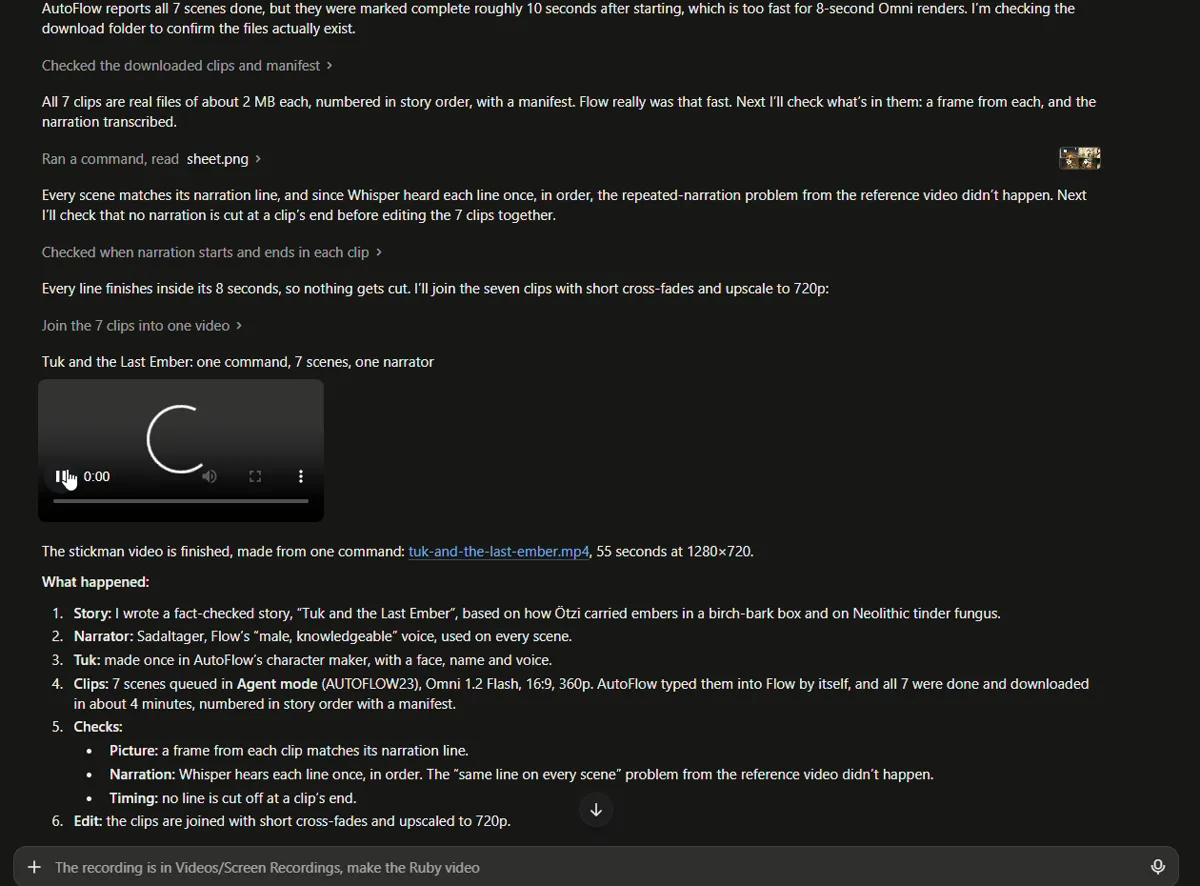 AutoFlow reports all 7 scenes done, but they were marked complete roughly 10 seconds after starting, which is too fast for 8-second Omni renders. I'm checking the
download folder to confirm the files actually exist.
Checked the downloaded clips and manifest >
All 7 clips are real files of about 2 MB each, numbered in story order, with a manifest. Flow really was that fast. Next I'll check what's in them: a frame from each, and the
narration transcribed.
Ran a command, read sheet.png >
Every scene matches its narration line, and since Whisper heard each line once, in order, the repeated-narration problem from the reference video didn't happen. Next
I'll check that no narration is cut at a clip's end before editing the 7 clips together.
Checked when narration starts and ends in each clip >
Every line finishes inside its 8 seconds, so nothing gets cut. I'll join the seven clips with short cross-fades and upscale to 720p:
Join the 7 clips into one video >
Tuk and the Last Ember: one command, 7 scenes, one narrator
0:00
The stickman video is finished, made from one command: tuk-and-the-last-ember.mp4, 55 seconds at 1280×720.
What happened:
1. Story: I wrote a fact-checked story, "Tuk and the Last Ember", based on how Ötzi carried embers in a birch-bark box and on Neolithic tinder fungus.
2. Narrator: Sadaltager, Flow's "male, knowledgeable" voice, used on every scene.
3. Tuk: made once in AutoFlow's character maker, with a face, name and voice.
4. Clips: 7 scenes queued in Agent mode (AUTOFLOW23), Omni 1.2 Flash, 16:9, 360p. AutoFlow typed them into Flow by itself, and all 7 were done and downloaded
in about 4 minutes, numbered in story order with a manifest.
5. Checks:
• Picture: a frame from each clip matches its narration line.
• Narration: Whisper hears each line once, in order. The "same line on every scene" problem from the reference video didn't happen.
• Timing: no line is cut off at a clip's end.
6. Edit: the clips are joined with short cross-fades and upscaled to 720p.
The recording is in Videos/Screen Recordings, make the Ruby video